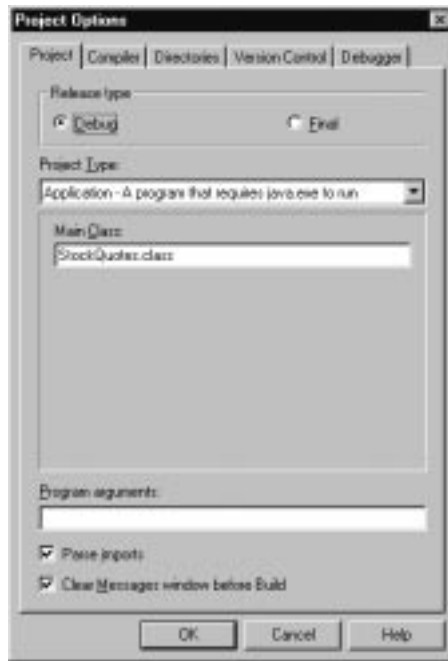 Project Options
Project Compiler Directories Version Control Debugger
Release type
Debug Final
Project Type:
Application - A program that requires java.exe to run
Main Class:
StockQuotes.class
Program arguments:
Parse imports
Clear Messages window before Build
OK Cancel Help